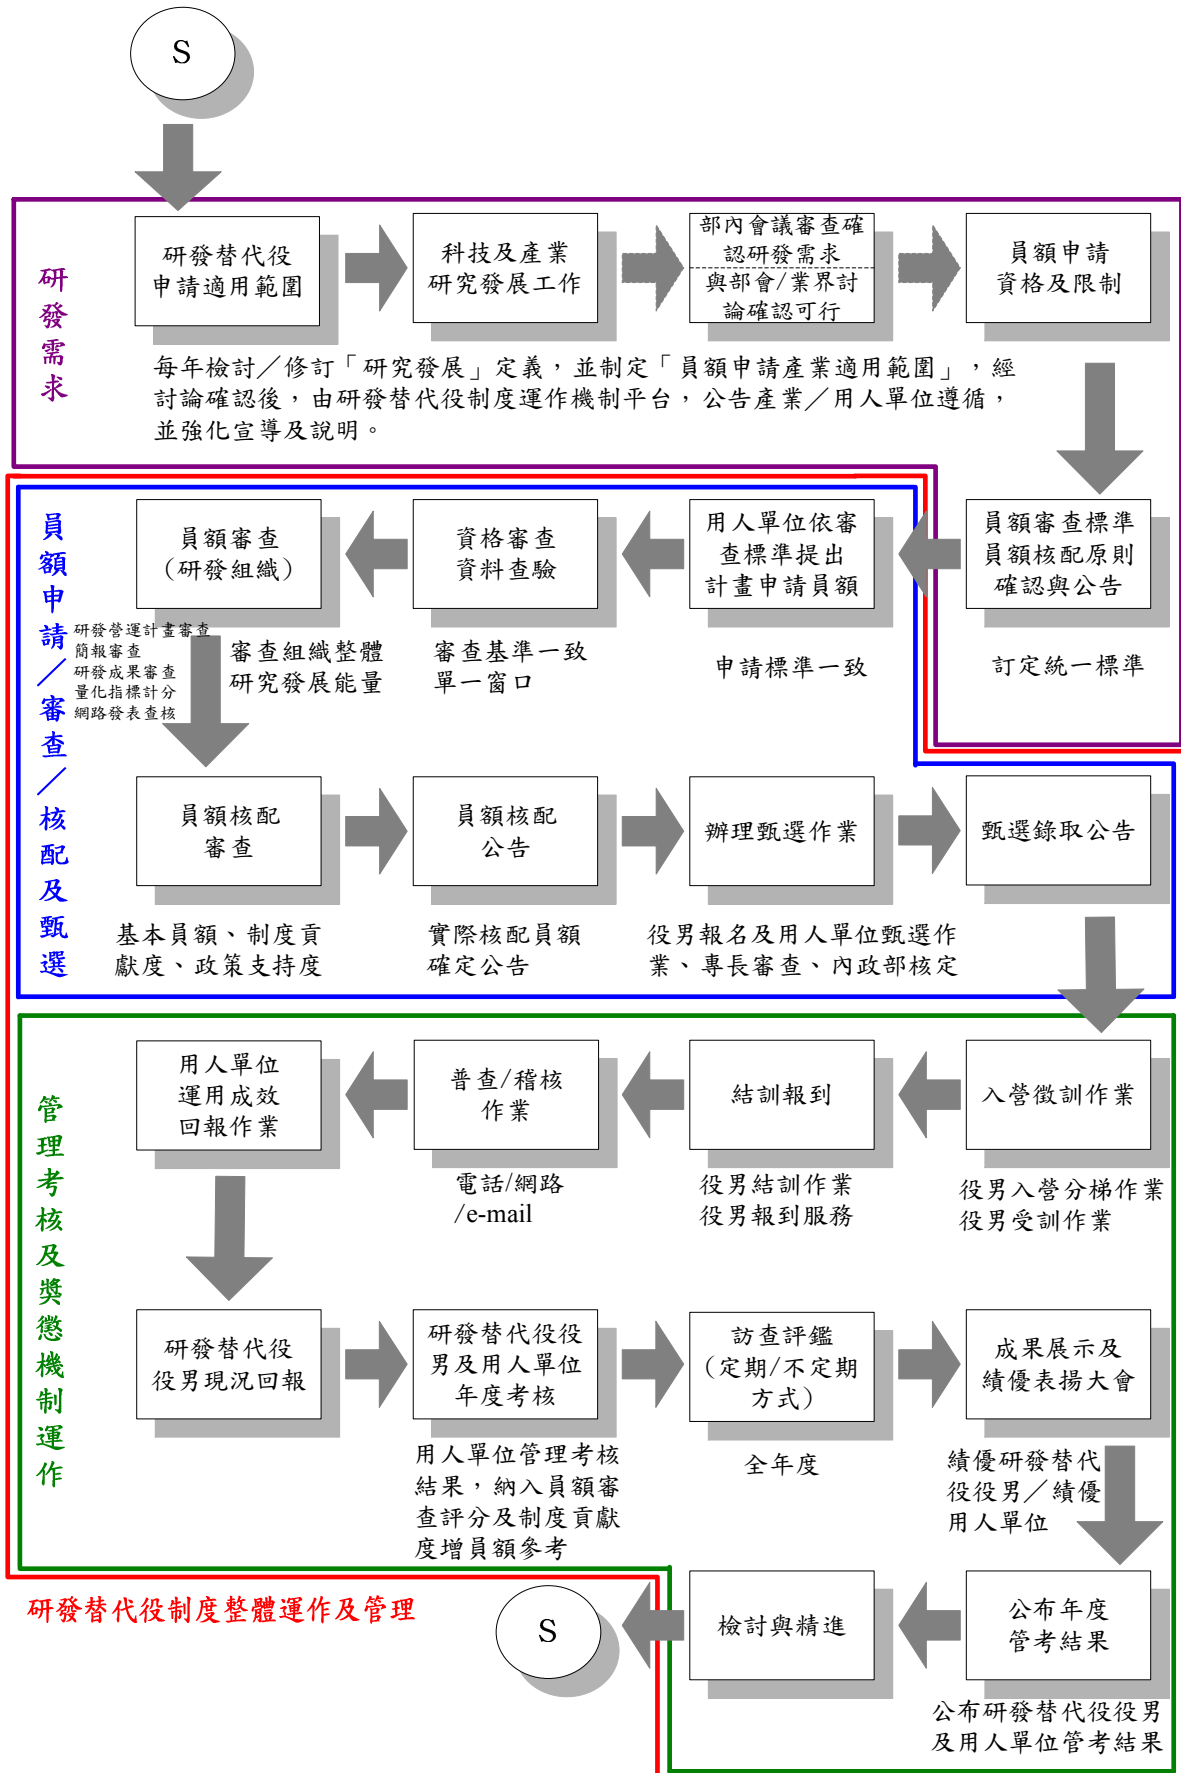 S
研發需求
研發替代役
申請適用範圍
科技及產業
研究發展工作
部內會議審查確
認研發需求
與部會/業界討
論確認可行
員額申請
資格及限制
每年檢討／修訂「研究發展」定義，並制定「員額申請產業適用範圍」，經
討論確認後，由研發替代役制度運作機制平台，公告產業／用人單位遵循，
並強化宣導及說明。
員額審查標準
員額核配原則
確認與公告
訂定統一標準
員額申請／審查／核配及甄選
用人單位依審
查標準提出
計畫申請員額
申請標準一致
資格審查
資料查驗
審查基準一致
單一窗口
員額審查
(研發組織)
審查組織整體
研究發展能量
研發營運計畫審查
簡報審查
研發成果審查
量化指標計分
網路發表查核
員額核配
審查
基本員額、制度貢
獻度、政策支持度
員額核配
公告
實際核配員額
確定公告
辦理甄選作業
役男報名及用人單位甄選作
業、專長審查、內政部核定
甄選錄取公告
管理考核及獎懲機制運作
入營徵訓作業
役男入營分梯作業
役男受訓作業
結訓報到
役男結訓作業
役男報到服務
普查/稽核
作業
電話/網路
/e-mail
用人單位
運用成效
回報作業
研發替代役
役男現況回報
研發替代役役
男及用人單位
年度考核
用人單位管理考核
結果，納入員額審
查評分及制度貢獻
度增員額參考
訪查評鑑
(定期/不定期
方式)
全年度
成果展示及
績優表揚大會
績優研發替代
役役男／績優
用人單位
公布年度
管考結果
公布研發替代役役男
及用人單位管考結果
檢討與精進
S
研發替代役制度整體運作及管理